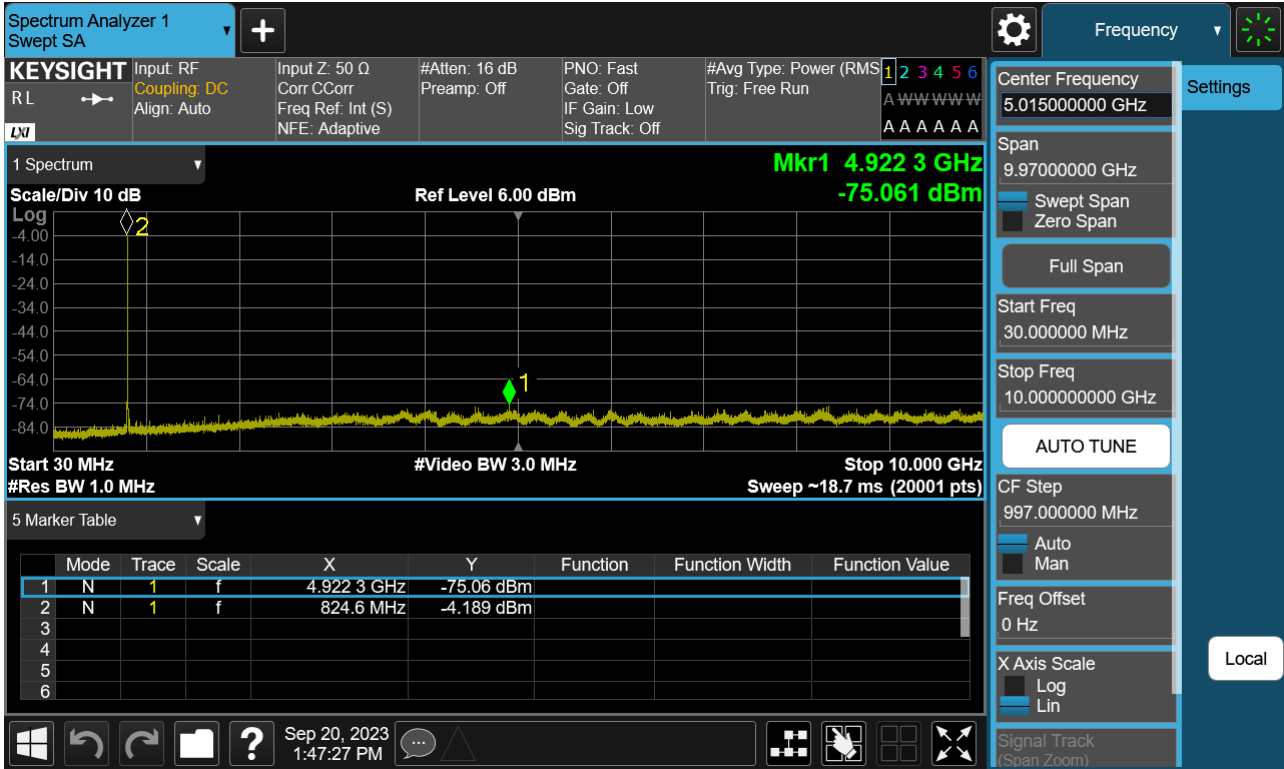 Spectrum Analyzer 1
Swept SA
Frequency
KEYSIGHT
R L
LXI
Input: RF
Coupling: DC
Align: Auto
Input Z: 50 Ω
Corr CCorr
Freq Ref: Int (S)
NFE: Adaptive
#Atten: 16 dB
Preamp: Off
PNO: Fast
Gate: Off
IF Gain: Low
Sig Track: Off
#Avg Type: Power (RMS
Trig: Free Run
1 2 3 4 5 6
A W W W W W
A A A A A A
1 Spectrum
Mkr1 4.922 3 GHz
-75.061 dBm
Scale/Div 10 dB
Ref Level 6.00 dBm
Log
-4.00
-14.0
-24.0
-34.0
-44.0
-54.0
-64.0
-74.0
-84.0
2
1
Start 30 MHz
#Video BW 3.0 MHz
Stop 10.000 GHz
#Res BW 1.0 MHz
Sweep ~18.7 ms (20001 pts)
5 Marker Table
Mode Trace Scale X Y Function Function Width Function Value
1 N 1 f 4.922 3 GHz -75.06 dBm
2 N 1 f 824.6 MHz -4.189 dBm
3
4
5
6
Sep 20, 2023
1:47:27 PM
?
Center Frequency
5.015000000 GHz
Settings
Span
9.97000000 GHz
Swept Span
Zero Span
Full Span
Start Freq
30.000000 MHz
Stop Freq
10.000000000 GHz
AUTO TUNE
CF Step
997.000000 MHz
Auto
Man
Freq Offset
0 Hz
X Axis Scale
Log
Lin
Local
Signal Track
(Span Zoom)